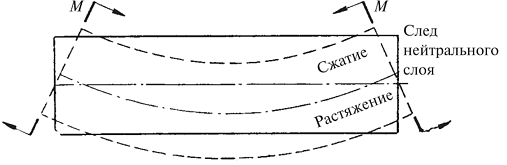 M
M
След
нейтрального
слоя
Сжатие
Растяжение